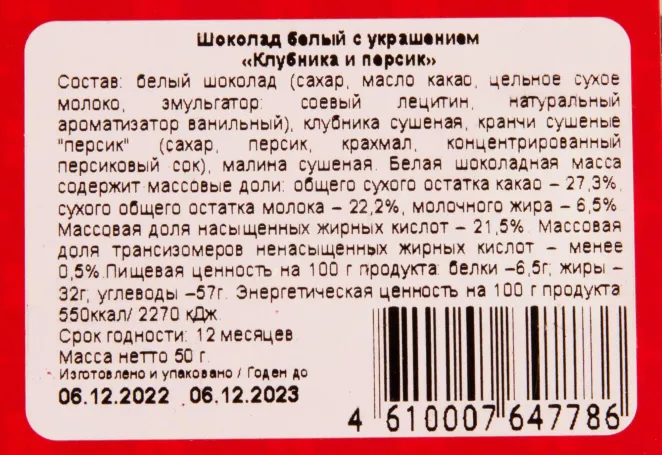 Шоколад белый с украшением
«Клубника и персик»
Состав: белый шоколад (сахар, масло какао, цельное сухое
молоко, эмульгатор: соевый лецитин, натуральный
ароматизатор ванильный), клубника сушеная, кранчи сушеные
"персик" (сахар, персик, крахмал, концентрированный
персиковый сок), малина сушеная. Белая шоколадная масса
содержит массовые доли: общего сухого остатка какао – 27,3%,
сухого общего остатка молока – 22,2%, молочного жира – 6,5%.
Массовая доля насыщенных жирных кислот – 21,5%. Массовая
доля трансизомеров ненасыщенных жирных кислот – менее
0,5%.Пищевая ценность на 100 г продукта: белки –6,5г; жиры –
32г; углеводы –57г. Энергетическая ценность на 100 г продукта:
550ккал/ 2270 кДж.
Срок годности: 12 месяцев.
Масса нетто 50 г.
Изготовлено и упаковано / Годен до
06.12.2022 06.12.2023
4 610007 647786